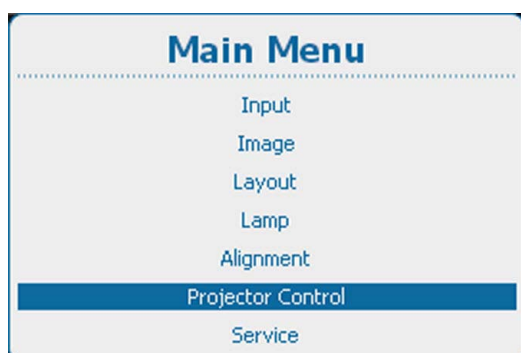 Main Menu
Input
Image
Layout
Lamp
Alignment
Projector Control
Service